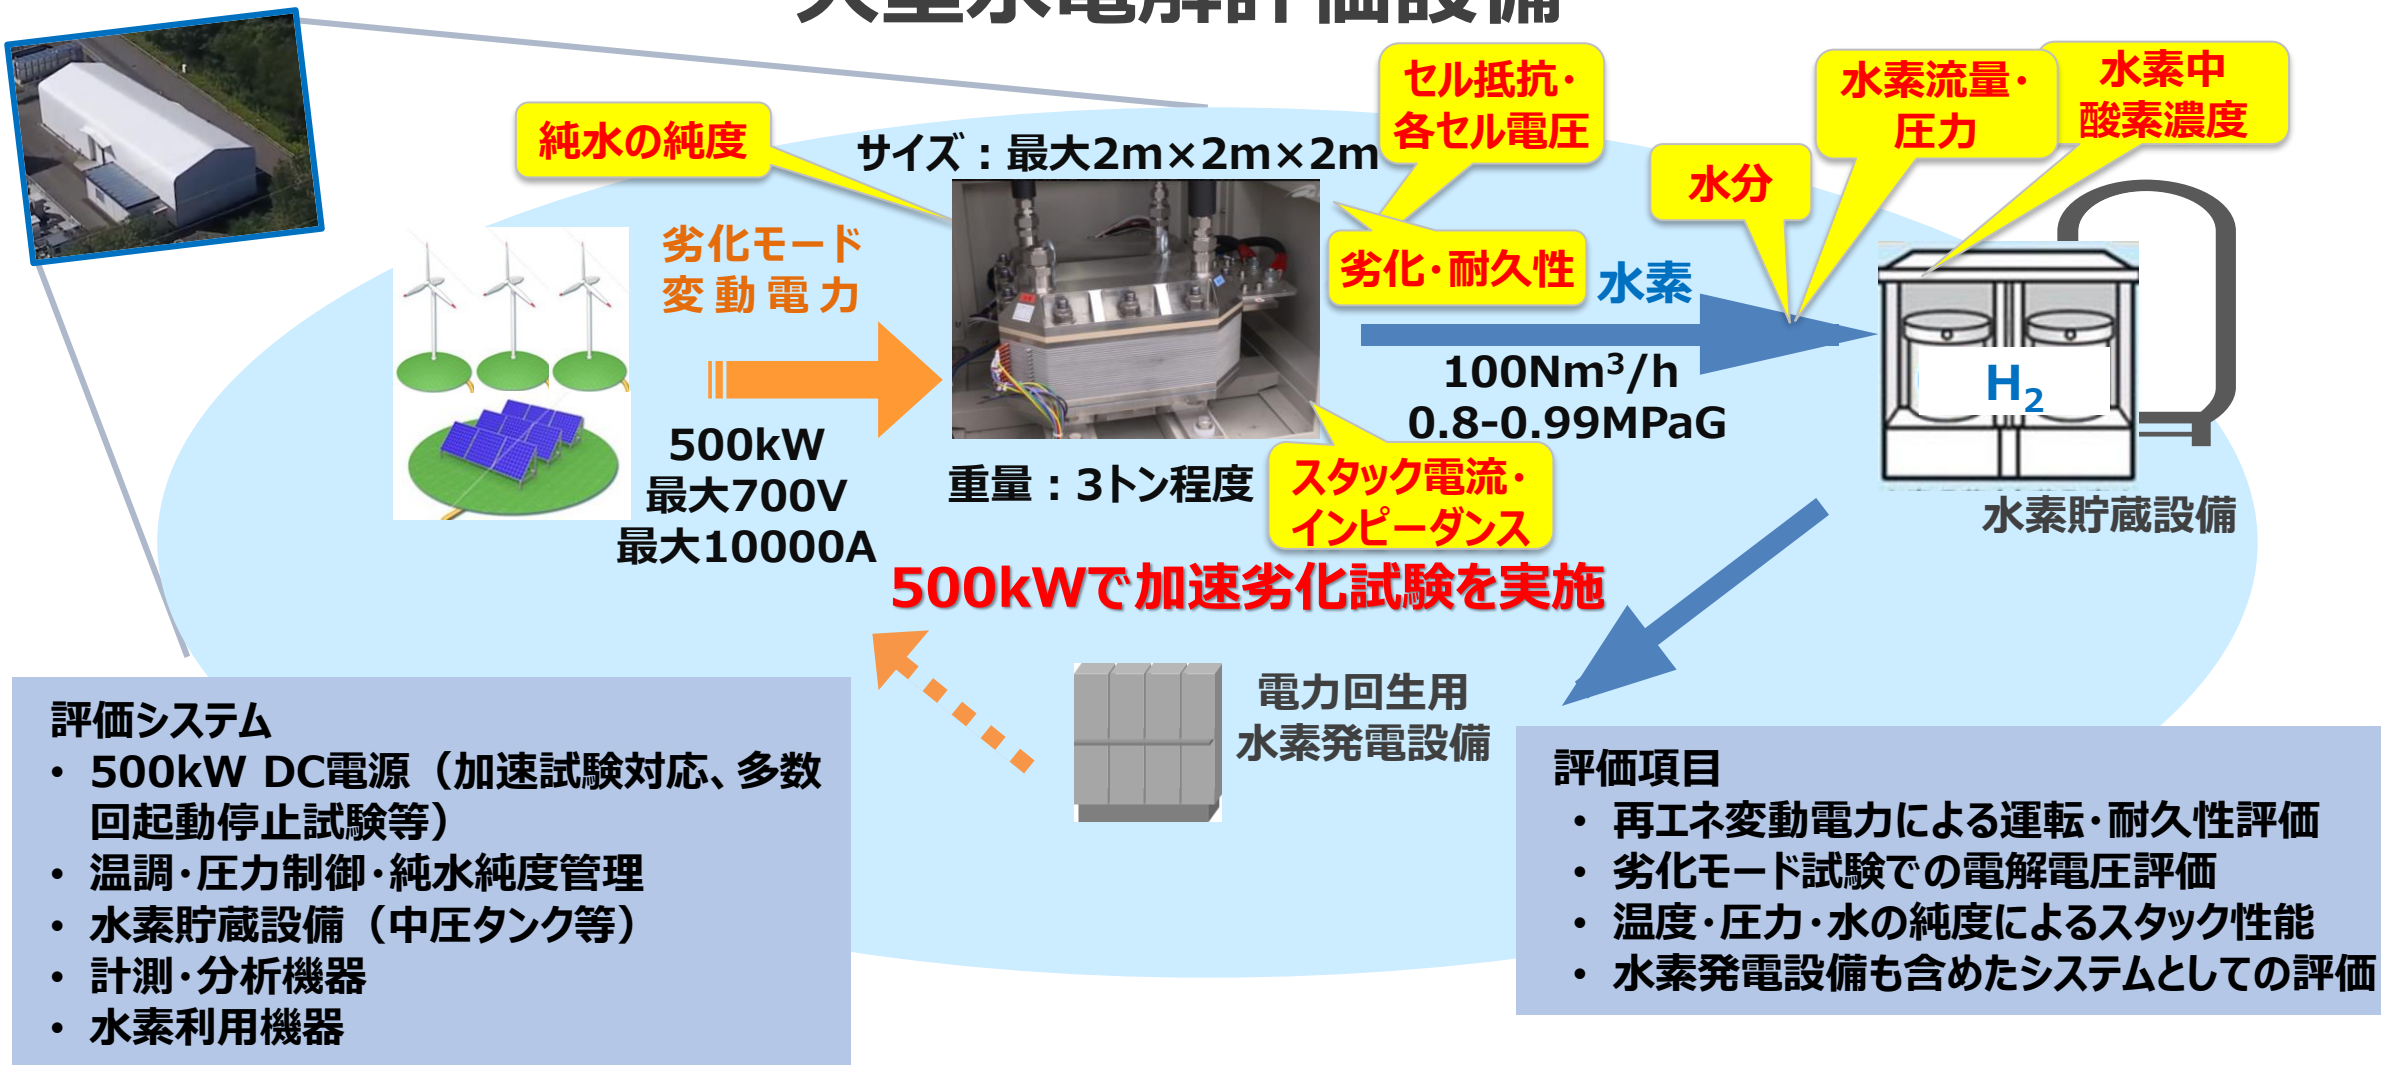 大型水電解評価設備
純水の純度
サイズ：最大2m×2m×2m
セル抵抗・
各セル電圧
水素流量・
圧力
水素中
酸素濃度
水分
劣化モード
変動電力
劣化・耐久性
水素
100Nm³/h
0.8-0.99MPaG
H₂
500kW
最大700V
最大10000A
重量：3トン程度
スタック電流・
インピーダンス
水素貯蔵設備
500kWで加速劣化試験を実施
電力回生用
水素発電設備
評価システム
• 500kW DC電源（加速試験対応、多数
回起動停止試験等）
• 温調・圧力制御・純水純度管理
• 水素貯蔵設備（中圧タンク等）
• 計測・分析機器
• 水素利用機器
評価項目
• 再エネ変動電力による運転・耐久性評価
• 劣化モード試験での電解電圧評価
• 温度・圧力・水の純度によるスタック性能
• 水素発電設備も含めたシステムとしての評価